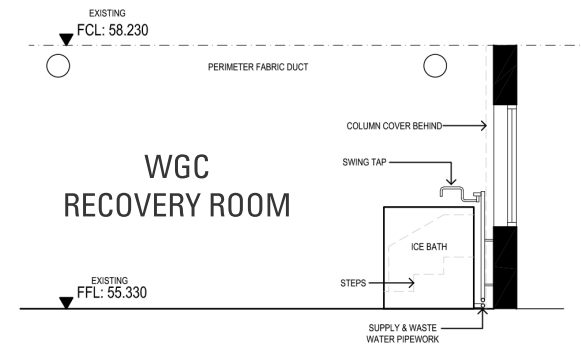 EXISTING
FCL: 58.230
PERIMETER FABRIC DUCT
COLUMN COVER BEHIND
SWING TAP
WGC
RECOVERY ROOM
ICE BATH
STEPS
EXISTING
FFL: 55.330
SUPPLY & WASTE
WATER PIPEWORK